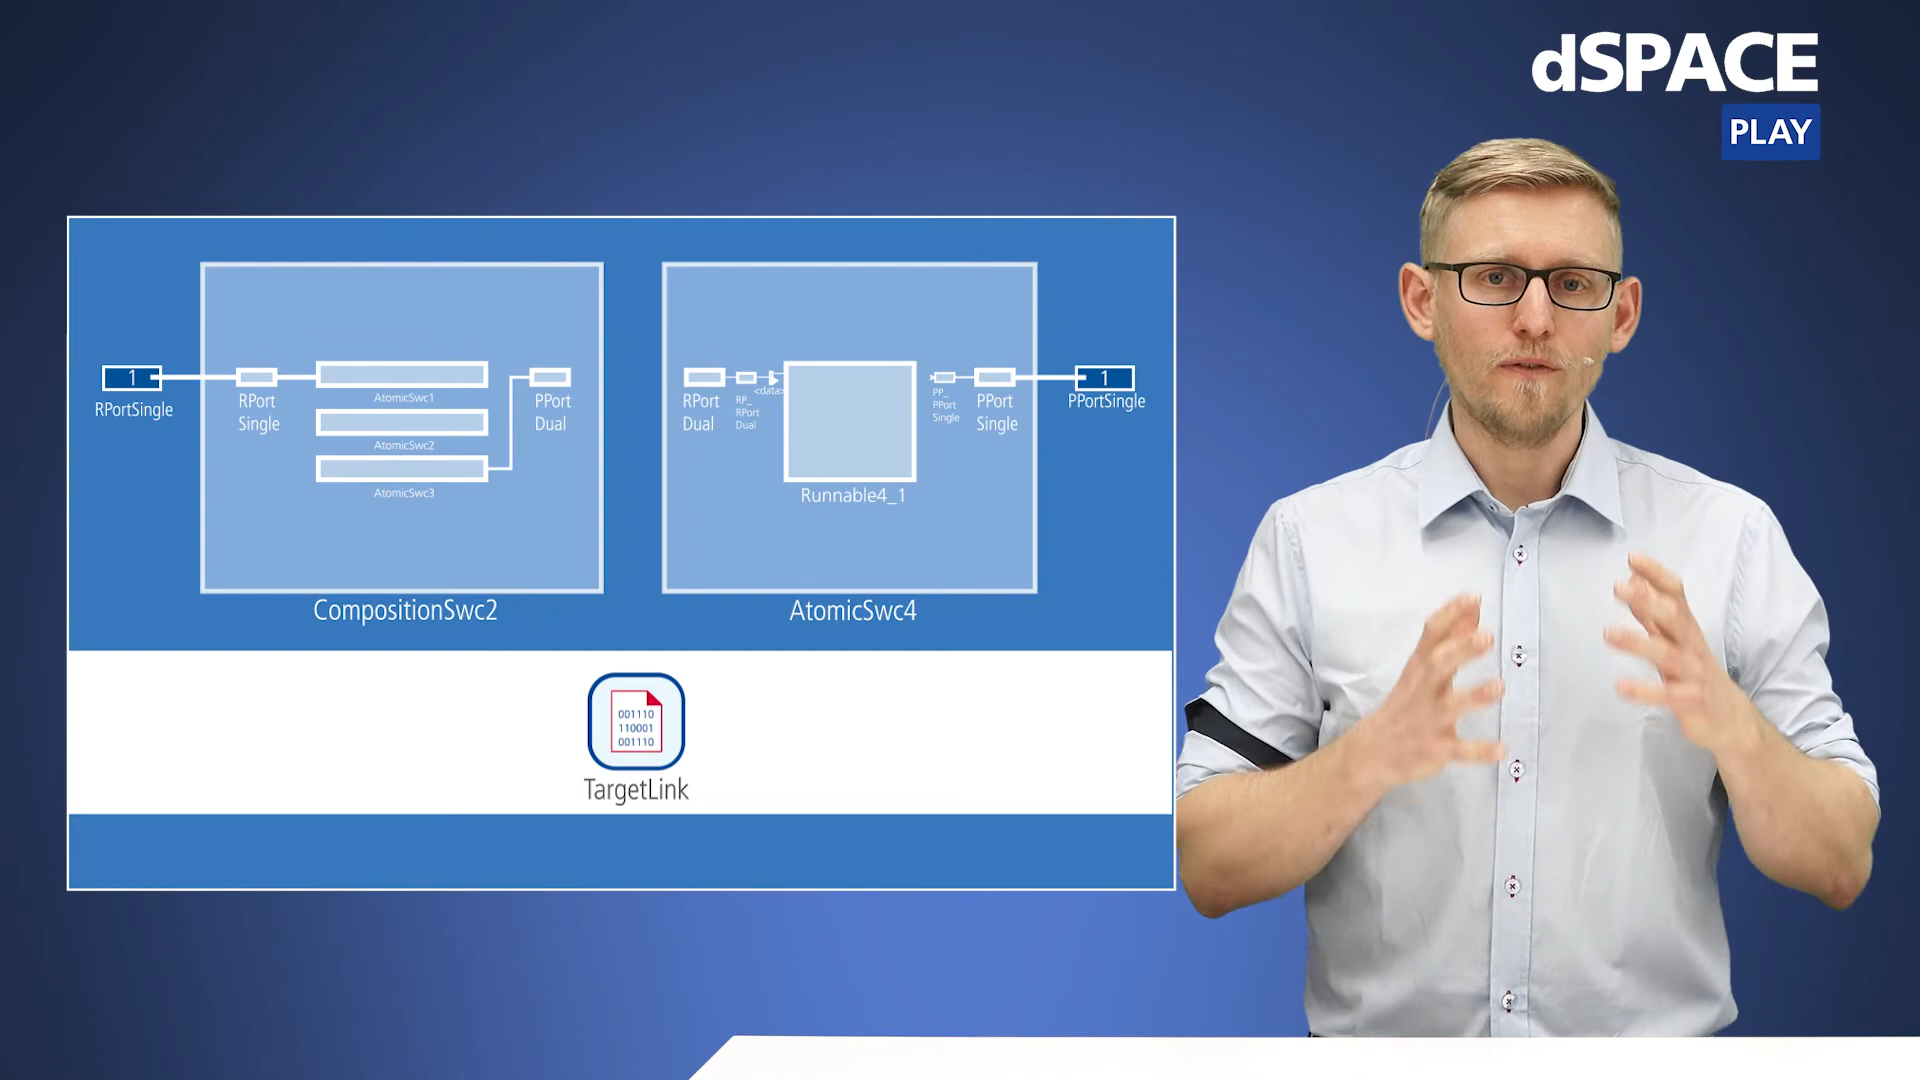 dSPACE
PLAY
1
RPortSingle
RPort
Single
AtomicSwc1
AtomicSwc2
AtomicSwc3
PPort
Dual
CompositionSwc2
RPort
Dual
RP_
RPort
Dual
<data>
Runnable4_1
PP_
PPort
Single
PPort
Single
AtomicSwc4
1
PPortSingle
001110
110001
001110
TargetLink